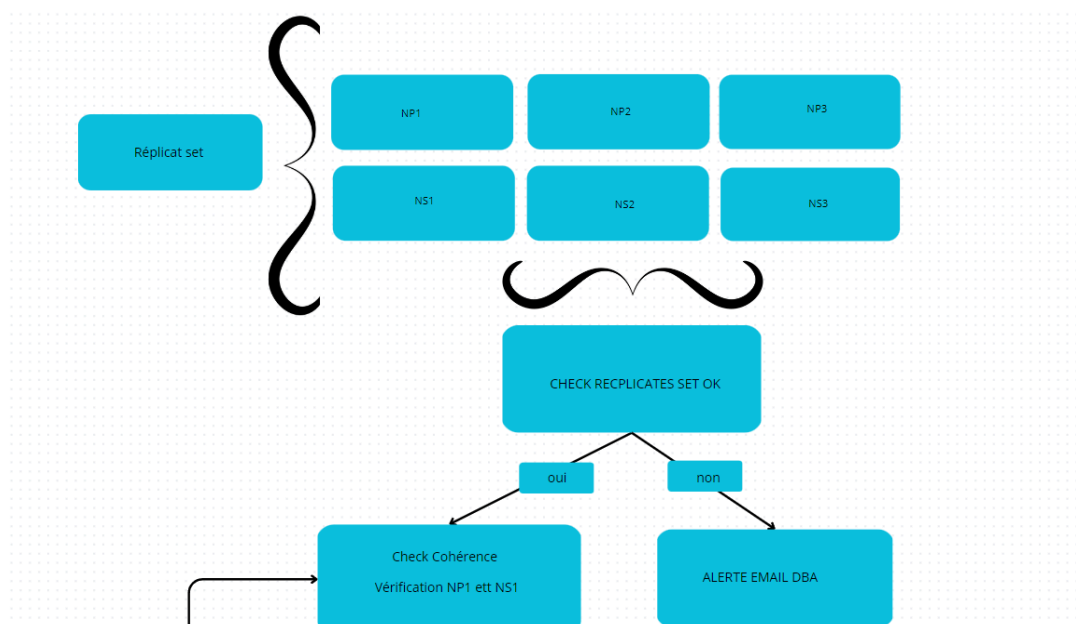 Réplicat set
NP1
NP2
NP3
NS1
NS2
NS3
CHECK RECPLICATES SET OK
oui
non
Check Cohérence
Vérification NP1 ett NS1
ALERTE EMAIL DBA